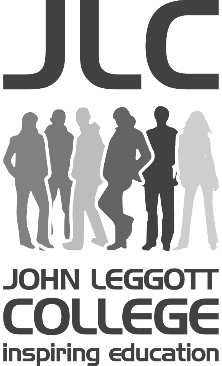 JLC
JOHN LEGGOTT
COLLEGE
inspiring education